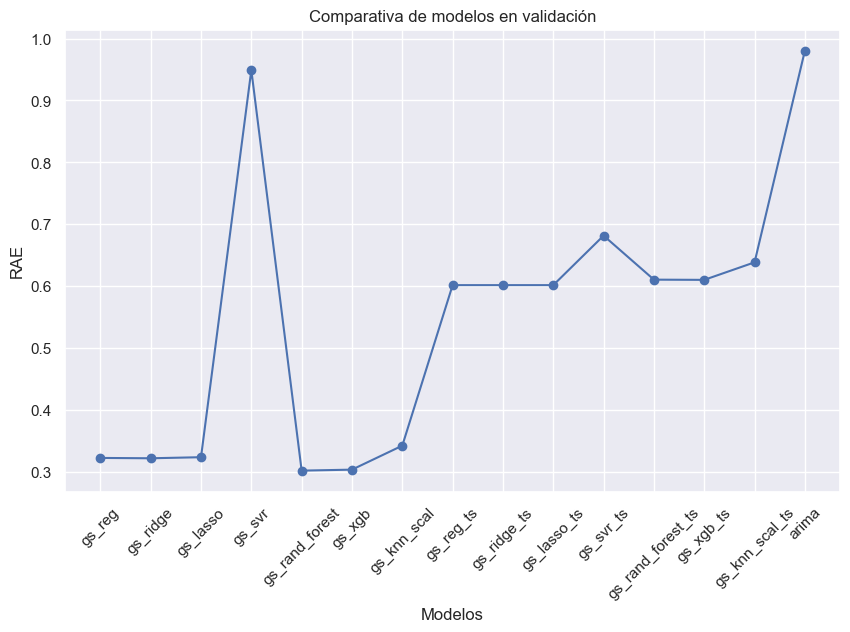 Comparativa de modelos en validación
RAE
1.0
0.9
0.8
0.7
0.6
0.5
0.4
0.3
gs_reg
gs_ridge
gs_lasso
gs_svr
gs_rand_forest
gs_xgb
gs_knn_scal
gs_reg_ts
gs_ridge_ts
gs_lasso_ts
gs_svr_ts
gs_rand_forest_ts
gs_xgb_ts
gs_knn_scal_ts
arima
Modelos